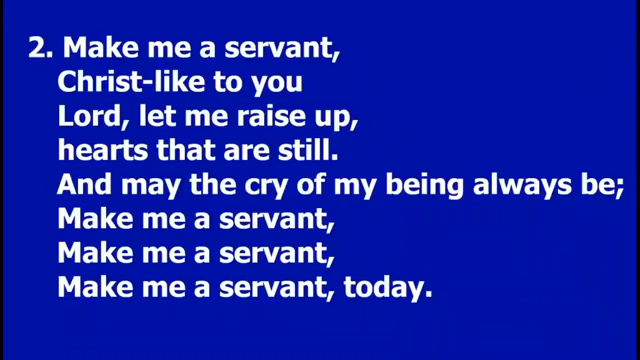 2. Make me a servant,
Christ-like to you
Lord, let me raise up,
hearts that are still.
And may the cry of my being always be;
Make me a servant,
Make me a servant,
Make me a servant, today.